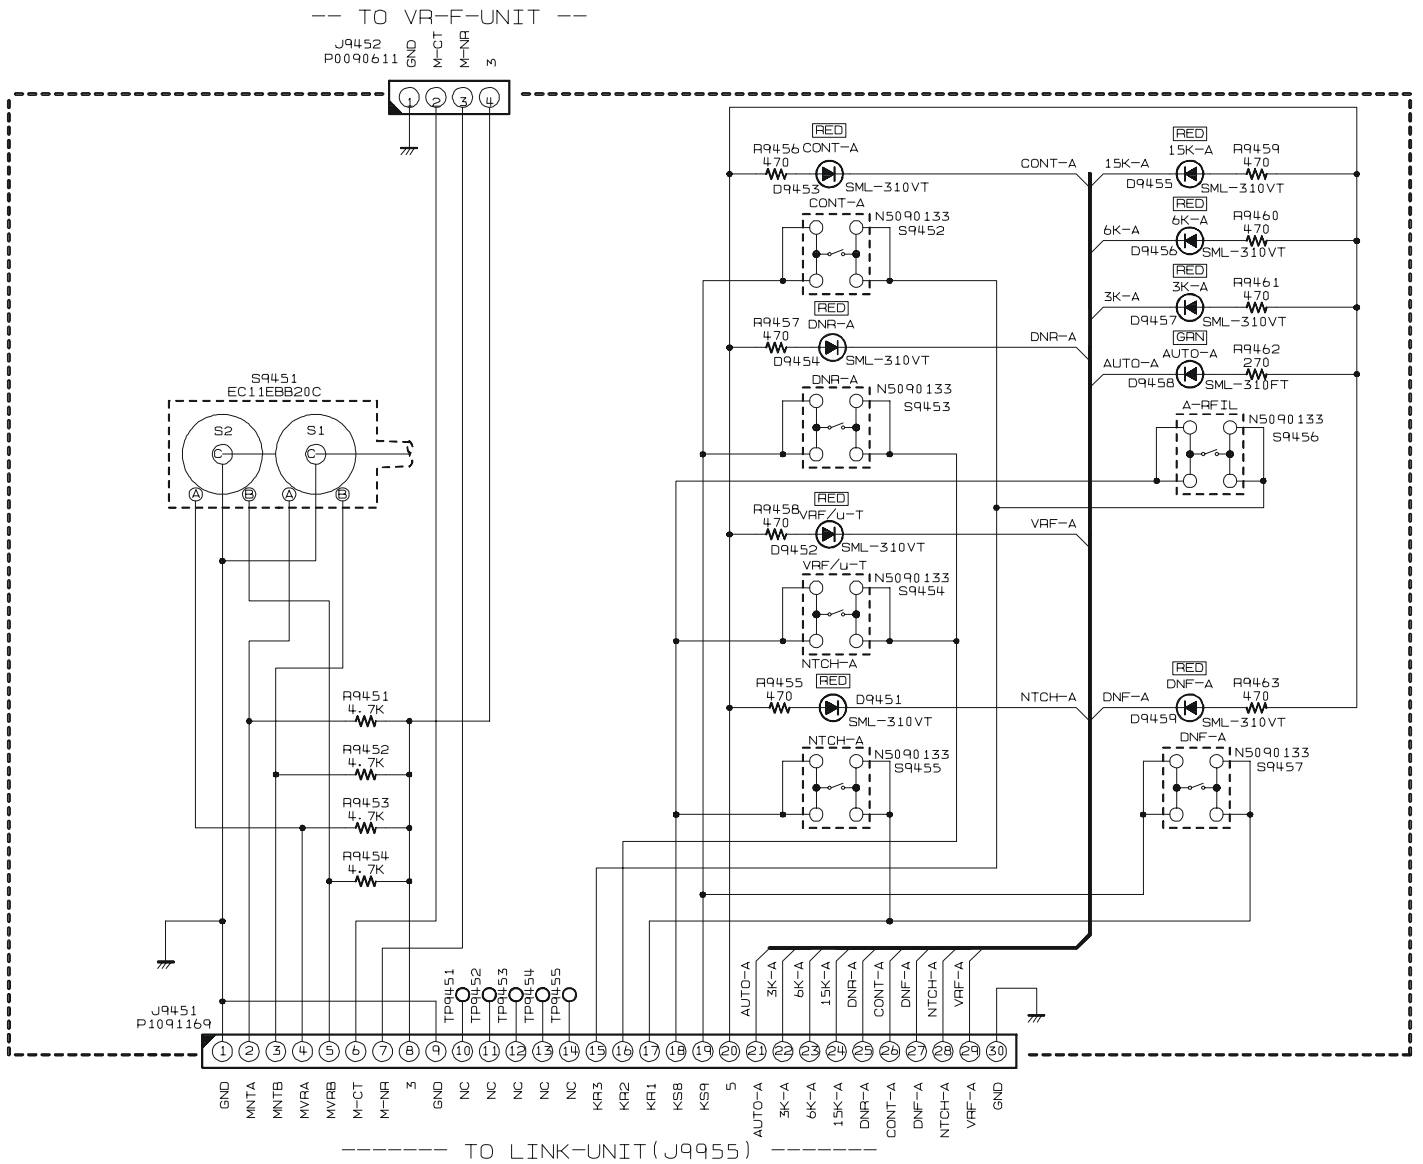 -- TO VR-F-UNIT --
J9452
P0090611
GND
M-CT
M-NR
3
1
2
3
4
RED
CONT-A
R9456
470
D9453
SML-310VT
CONT-A
CONT-A
N5090133
S9452
RED
DNR-A
R9457
470
D9454
SML-310VT
DNR-A
DNR-A
N5090133
S9453
RED
VRF/u-T
R9458
470
D9452
SML-310VT
VRF-A
VRF/u-T
N5090133
S9454
NTCH-A
RED
R9455
470
D9451
SML-310VT
NTCH-A
NTCH-A
N5090133
S9455
RED
15K-A
15K-A
R9459
470
D9455
SML-310VT
RED
6K-A
6K-A
R9460
470
D9456
SML-310VT
RED
3K-A
3K-A
R9461
470
D9457
SML-310VT
GRN
AUTO-A
AUTO-A
R9462
270
D9458
SML-310FT
A-RFIL
N5090133
S9456
RED
DNF-A
DNF-A
R9463
470
D9459
SML-310VT
DNF-A
N5090133
S9457
S9451
EC11EBB20C
S2
S1
C
C
A
B
A
B
R9451
4.7K
R9452
4.7K
R9453
4.7K
R9454
4.7K
TP9451
TP9452
TP9453
TP9454
TP9455
AUTO-A
3K-A
6K-A
15K-A
DNR-A
CONT-A
DNF-A
NTCH-A
VRF-A
J9451
P1091169
1
2
3
4
5
6
7
8
9
10
11
12
13
14
15
16
17
18
19
20
21
22
23
24
25
26
27
28
29
30
GND
MNTA
MNTB
MVRA
MVRB
M-CT
M-NR
3
GND
NC
NC
NC
NC
NC
KR3
KR2
KR1
KS8
KS9
5
AUTO-A
3K-A
6K-A
15K-A
DNR-A
CONT-A
DNF-A
NTCH-A
VRF-A
GND
------- TO LINK-UNIT(J9955) -------